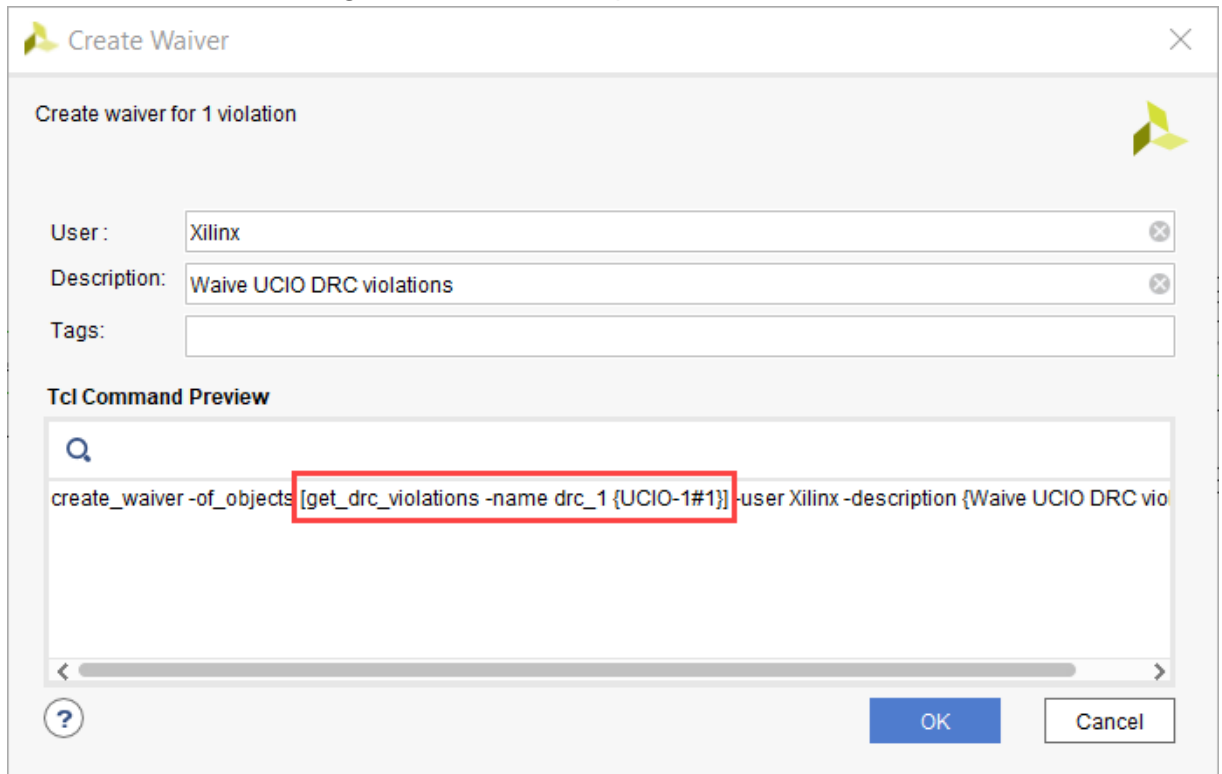 Create Waiver
Create waiver for 1 violation
User : Xilinx
Description: Waive UCIO DRC violations
Tags:
Tcl Command Preview
create_waiver -of_objects [get_drc_violations -name drc_1 {UCIO-1#1}] -user Xilinx -description {Waive UCIO DRC
?
OK Cancel